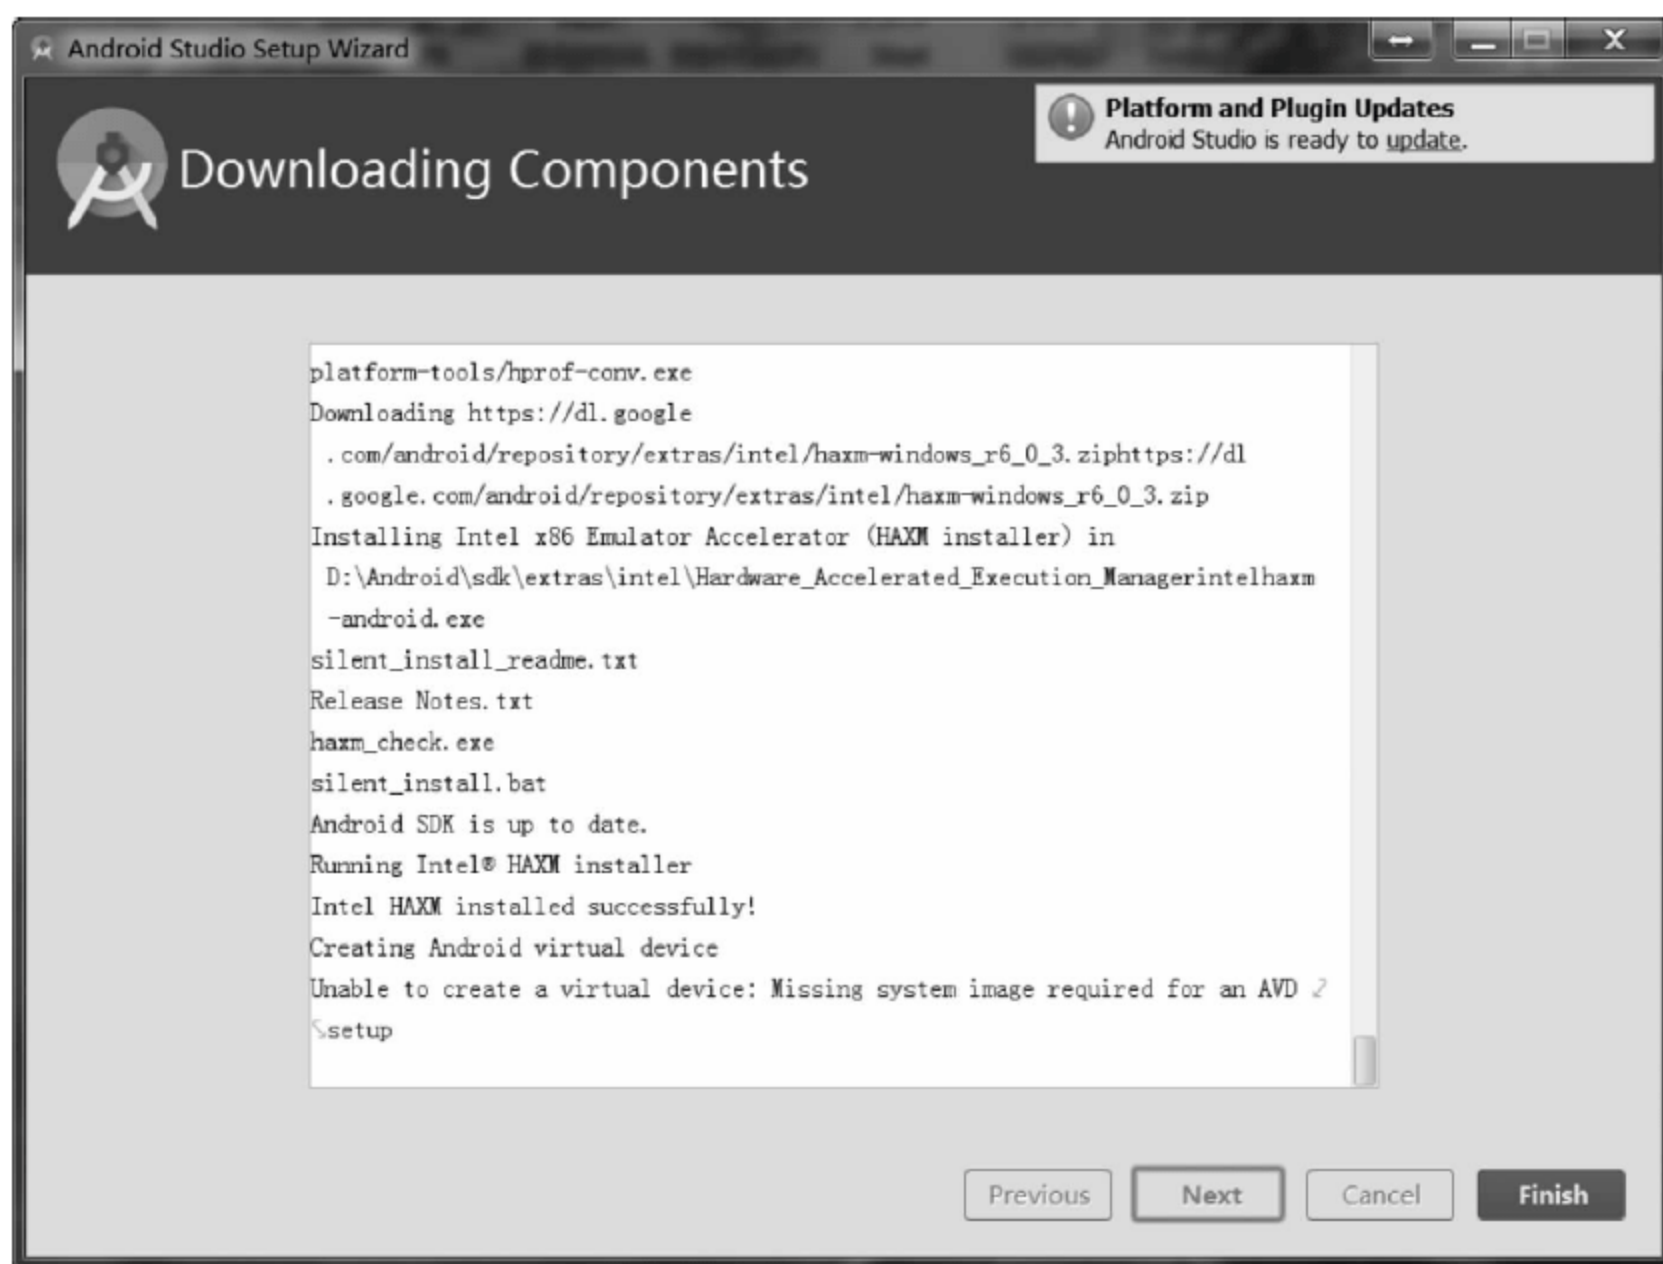 Android Studio Setup Wizard
Platform and Plugin Updates
Android Studio is ready to update.
Downloading Components
platform-tools/hprof-conv.exe
Downloading https://dl.google
.com/android/repository/extras/intel/haxm-windows_r6_0_3.ziphttps://dl
.google.com/android/repository/extras/intel/haxm-windows_r6_0_3.zip
Installing Intel x86 Emulator Accelerator (HAXM installer) in
D:\Android\sdk\extras\intel\Hardware_Accelerated_Execution_Managerintelhaxm
-android.exe
silent_install_readme.txt
Release Notes.txt
haxm_check.exe
silent_install.bat
Android SDK is up to date.
Running Intel® HAXM installer
Intel HAXM installed successfully!
Creating Android virtual device
Unable to create a virtual device: Missing system image required for an AVD
setup
Previous Next Cancel Finish